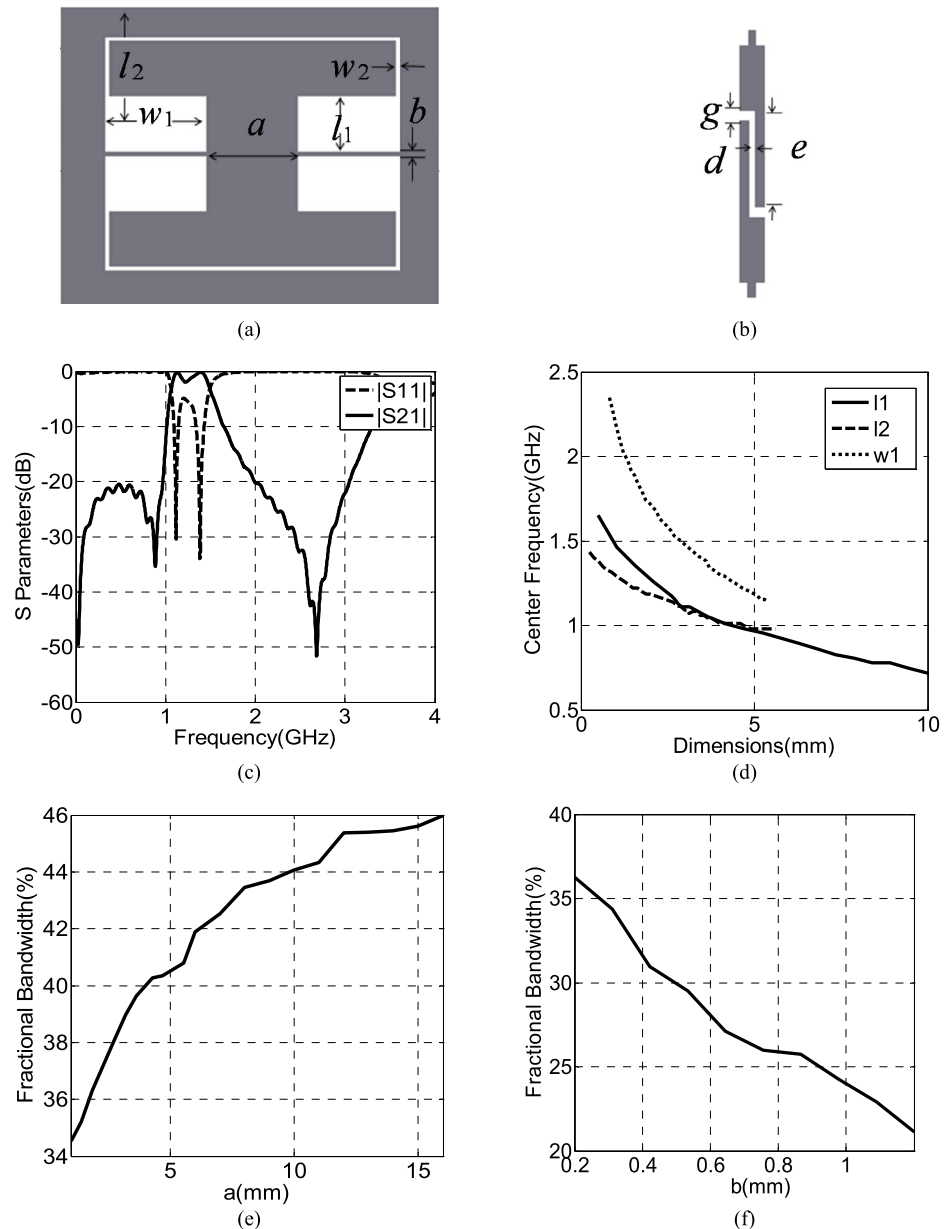 l2
w2
w1
a
l1
b
g
d
e
(a)
(b)
0
-10
-20
-30
-40
-50
-60
S Parameters(dB)
|S11|
|S21|
0 1 2 3 4
Frequency(GHz)
(c)
2.5
2
1.5
1
0.5
Center Frequency(GHz)
l1
l2
w1
0 5 10
Dimensions(mm)
(d)
46
44
42
40
38
36
34
Fractional Bandwidth(%)
5 10 15
a(mm)
(e)
40
35
30
25
20
Fractional Bandwidth(%)
0.2 0.4 0.6 0.8 1
b(mm)
(f)